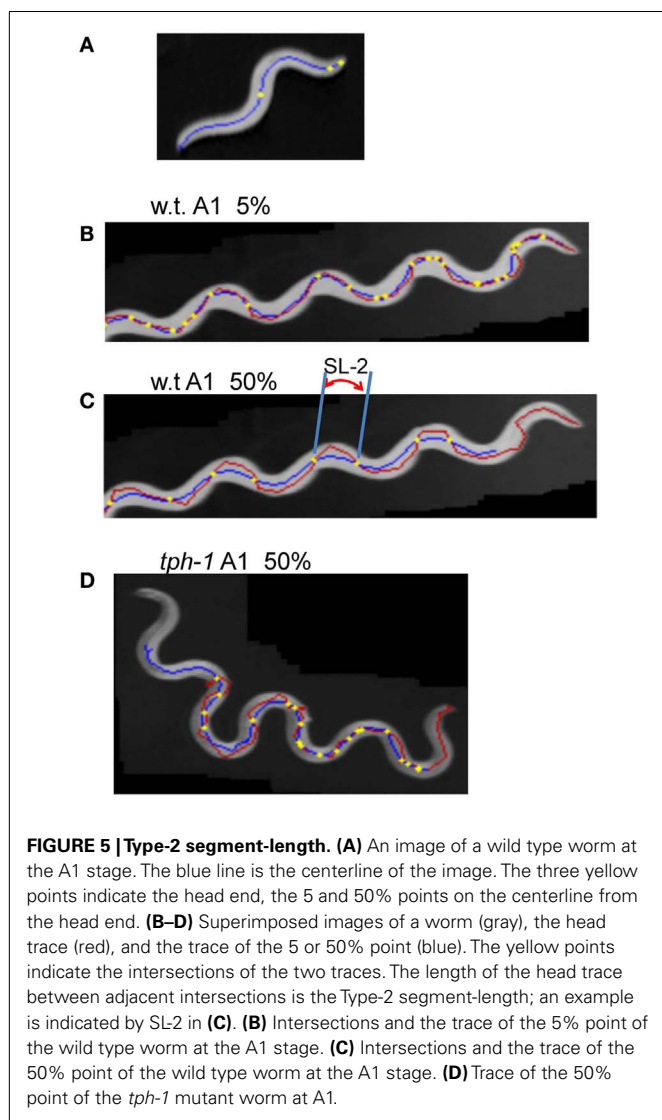 A
w.t. A1 5%
B
SL-2
w.t A1 50%
C
tph-1 A1 50%
D
FIGURE 5 | Type-2 segment-length. (A) An image of a wild type worm at
the A1 stage. The blue line is the centerline of the image. The three yellow
points indicate the head end, the 5 and 50% points on the centerline from
the head end. (B–D) Superimposed images of a worm (gray), the head
trace (red), and the trace of the 5 or 50% point (blue). The yellow points
indicate the intersections of the two traces. The length of the head trace
between adjacent intersections is the Type-2 segment-length; an example
is indicated by SL-2 in (C). (B) Intersections and the trace of the 5% point of
the wild type worm at the A1 stage. (C) Intersections and the trace of the
50% point of the wild type worm at the A1 stage. (D) Trace of the 50%
point of the tph-1 mutant worm at A1.